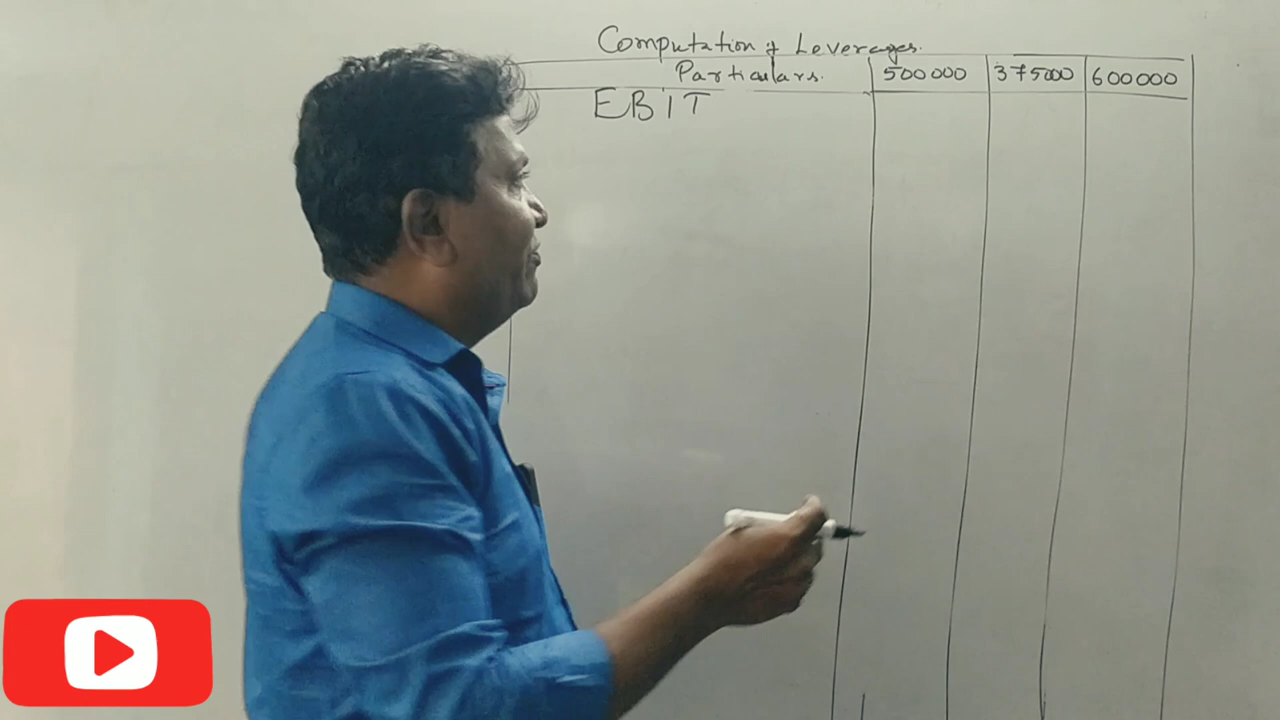 Computation of Leverages.
Particulars. 500000 375000 600000
EBIT